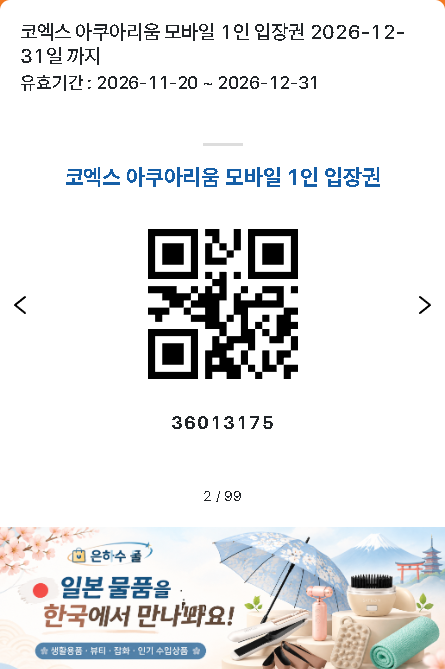 코엑스 아쿠아리움 모바일 1인 입장권 2026-12-
31일 까지
유효기간 : 2026-11-20 ~ 2026-12-31
코엑스 아쿠아리움 모바일 1인 입장권
36013175
2 / 99
은하수 몰
일본 물품을
한국에서 만나봐요!
생활용품 · 뷰티 · 잡화 · 인기 수입상품